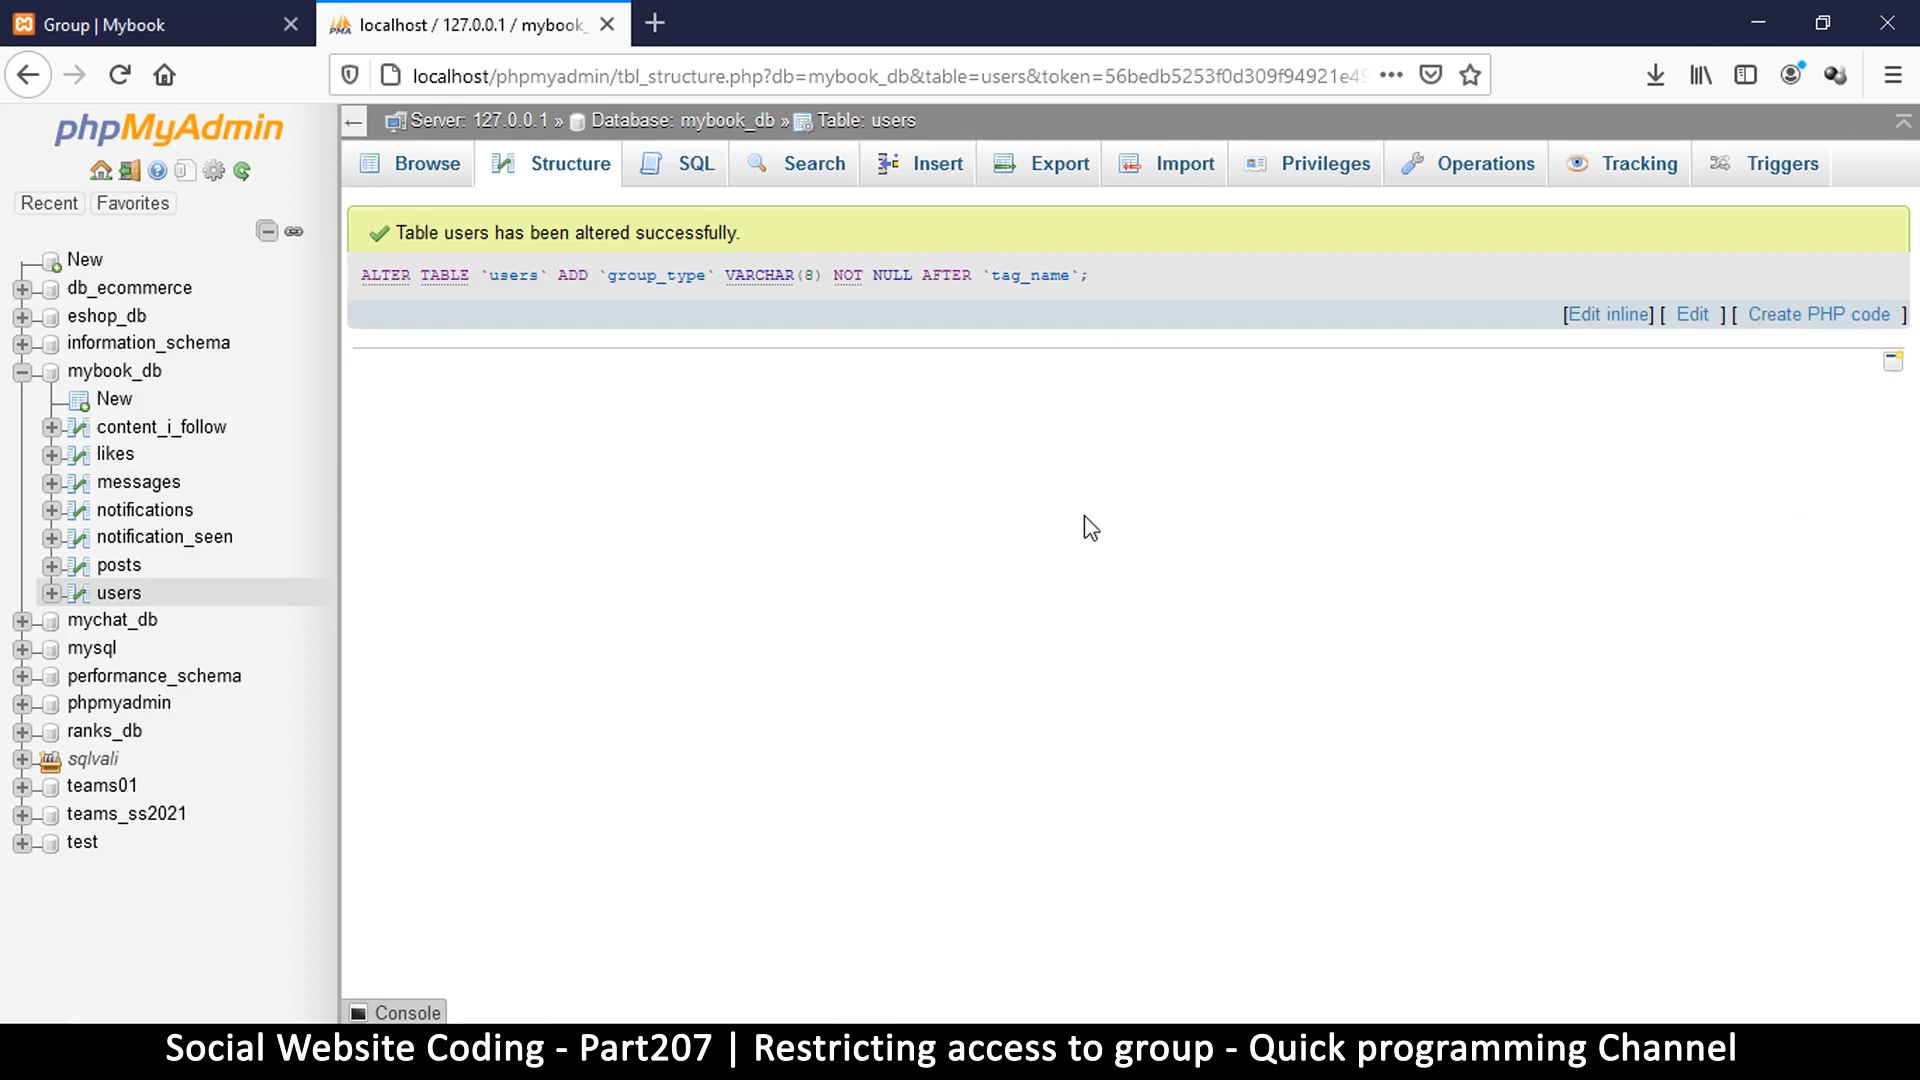 Group | Mybook
localhost / 127.0.0.1 / mybook_
localhost/phpmyadmin/tbl_structure.php?db=mybook_db&table=users&token=56bedb5253f0d309f94921e49
phpMyAdmin
Recent
Favorites
New
db_ecommerce
eshop_db
information_schema
mybook_db
New
content_i_follow
likes
messages
notifications
notification_seen
posts
users
mychat_db
mysql
performance_schema
phpmyadmin
ranks_db
sqlvali
teams01
teams_ss2021
test
Server: 127.0.0.1 » Database: mybook_db » Table: users
Browse Structure SQL Search Insert Export Import Privileges Operations Tracking Triggers
Table users has been altered successfully.
ALTER TABLE `users` ADD `group_type` VARCHAR(8) NOT NULL AFTER `tag_name`;
[Edit inline] [ Edit ] [ Create PHP code ]
Console
Social Website Coding - Part207 | Restricting access to group - Quick programming Channel